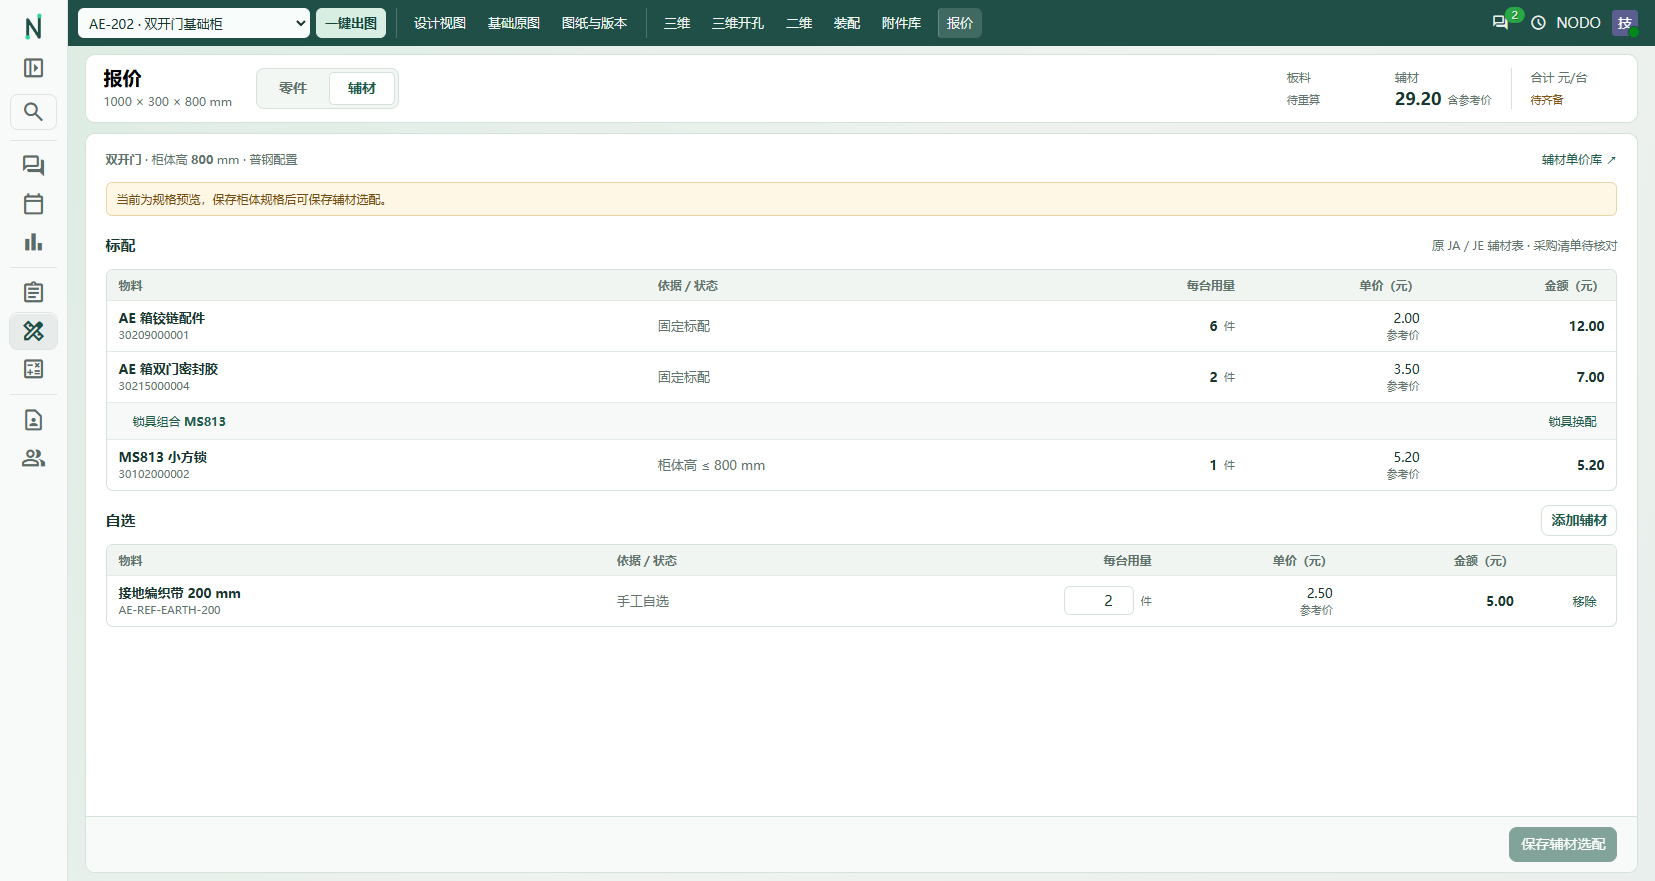 N
AE-202 · 双开门基础柜
一键出图
设计视图
基础原图
图纸与版本
三维
三维开孔
二维
装配
附件库
报价
2
NODO
技
报价
1000 × 300 × 800 mm
零件
辅材
板料
待重算
辅材
29.20 含参考价
合计 元/台
待齐备
双开门 · 柜体高 800 mm · 普钢配置
辅材单价库 ↗
当前为规格预览，保存柜体规格后可保存辅材选配。
标配
原 JA / JE 辅材表 · 采购清单待核对
物料 依据 / 状态 每台用量 单价（元） 金额（元）
AE 箱铰链配件
30209000001
固定标配
6 件
2.00
参考价
12.00
AE 箱双门密封胶
30215000004
固定标配
2 件
3.50
参考价
7.00
锁具组合 MS813
锁具换配
MS813 小方锁
30102000002
柜体高 ≤ 800 mm
1 件
5.20
参考价
5.20
自选
添加辅材
物料 依据 / 状态 每台用量 单价（元） 金额（元）
接地编织带 200 mm
AE-REF-EARTH-200
手工自选
2 件
2.50
参考价
5.00
移除
保存辅材选配